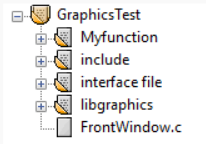 GraphicsTest
Myfunction
include
interface file
libgraphics
FrontWindow.c